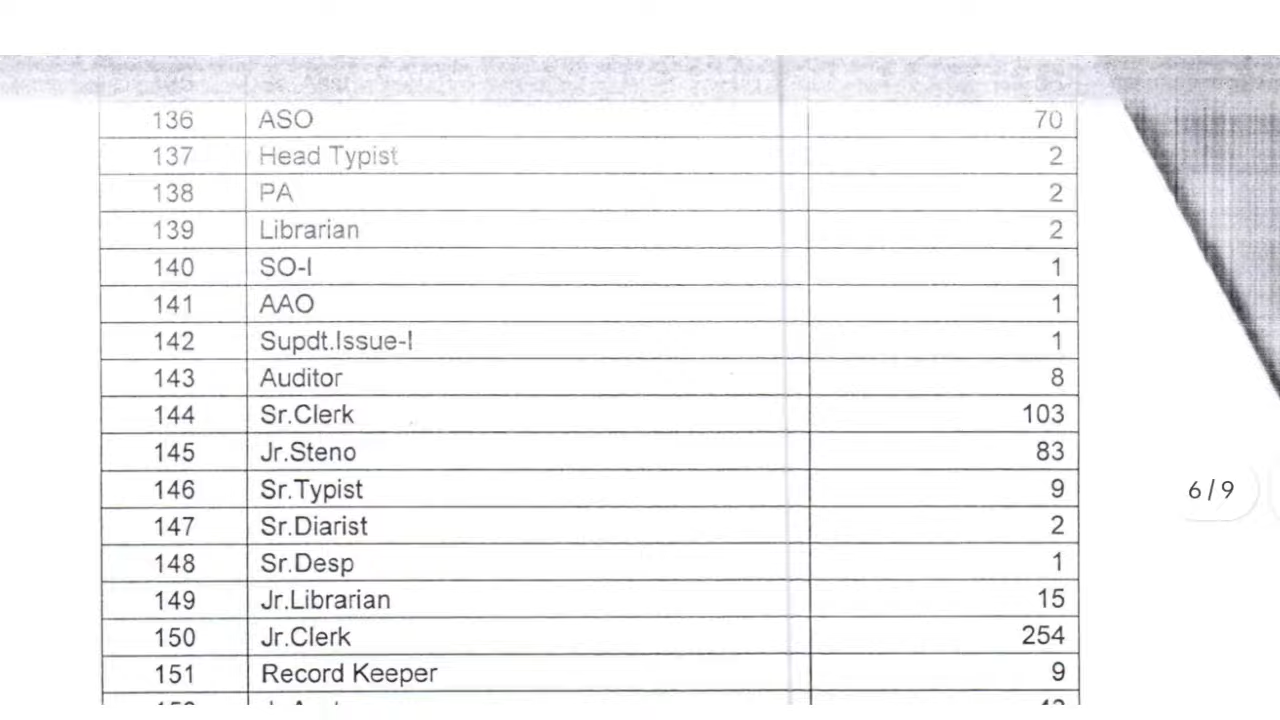 136 ASO 70
137 Head Typist 2
138 PA 2
139 Librarian 2
140 SO-I 1
141 AAO 1
142 Supdt.Issue-I 1
143 Auditor 8
144 Sr.Clerk 103
145 Jr.Steno 83
146 Sr.Typist 9
147 Sr.Diarist 2
148 Sr.Desp 1
149 Jr.Librarian 15
150 Jr.Clerk 254
151 Record Keeper 9
6/9